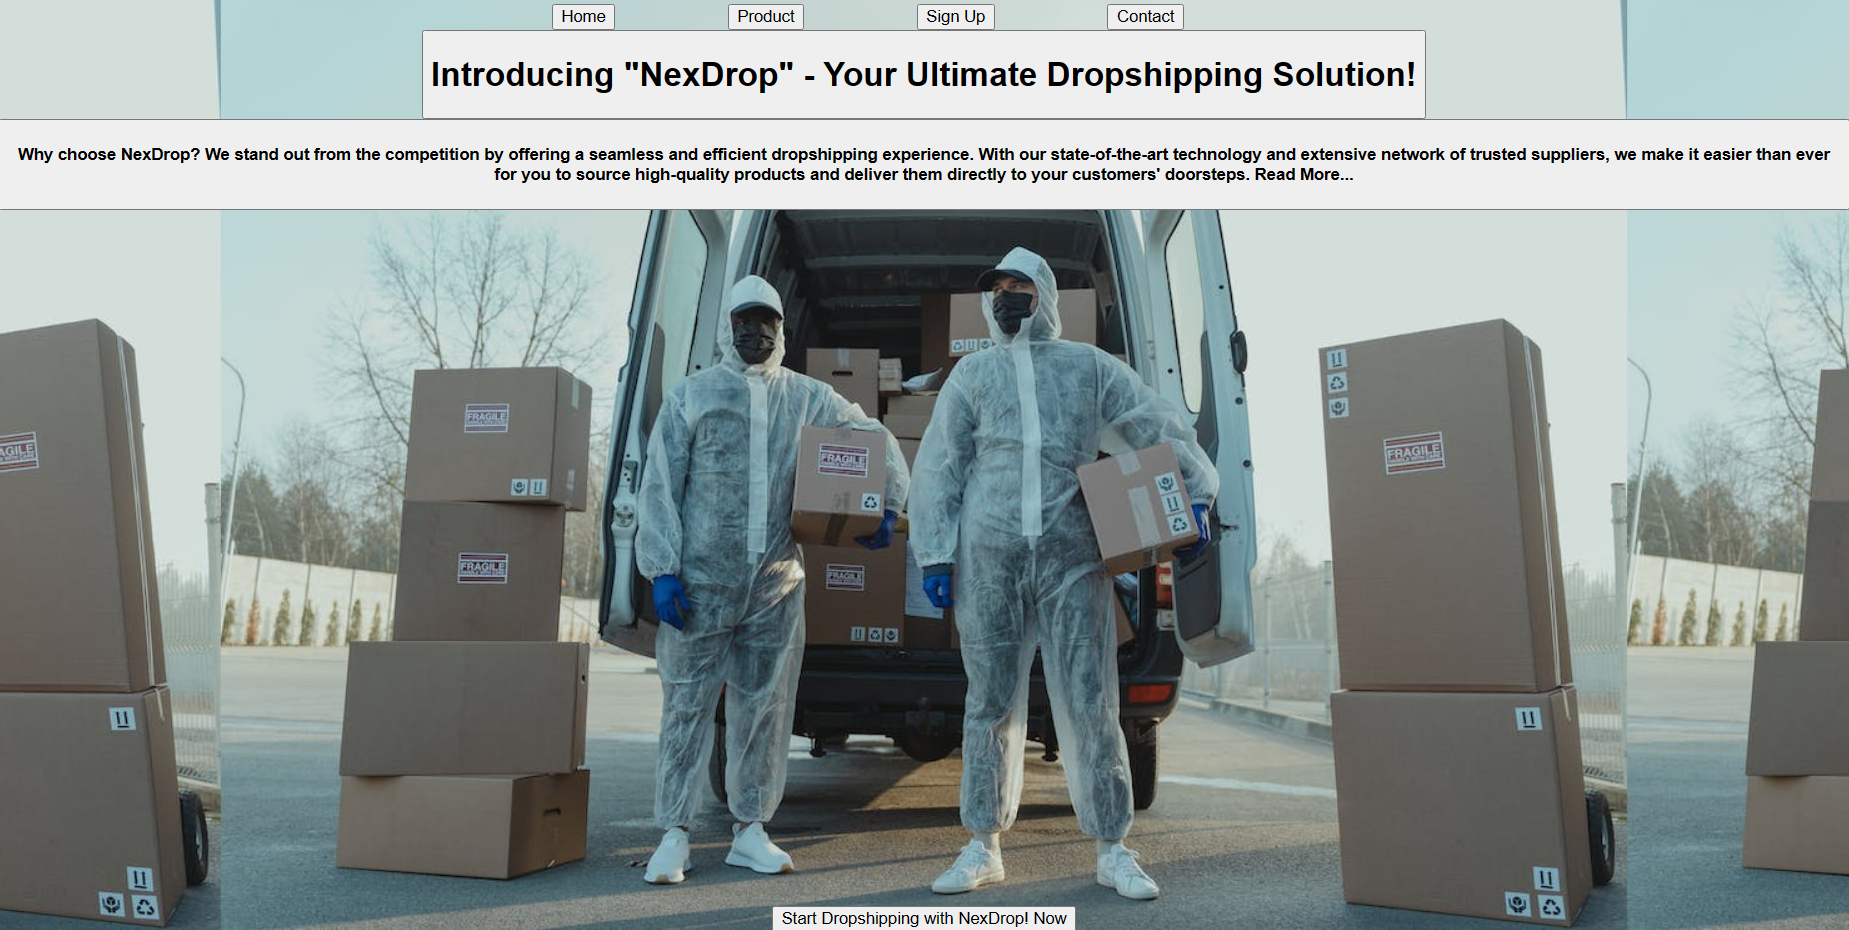 Home Product Sign Up Contact
Introducing "NexDrop" - Your Ultimate Dropshipping Solution!
Why choose NexDrop? We stand out from the competition by offering a seamless and efficient dropshipping experience. With our state-of-the-art technology and extensive network of trusted suppliers, we make it easier than ever
for you to source high-quality products and deliver them directly to your customers' doorsteps. Read More...
FRAGILE
FRAGILE
FRAGILE
AGILE
FRAGILE
FRAGILE
Start Dropshipping with NexDrop! Now